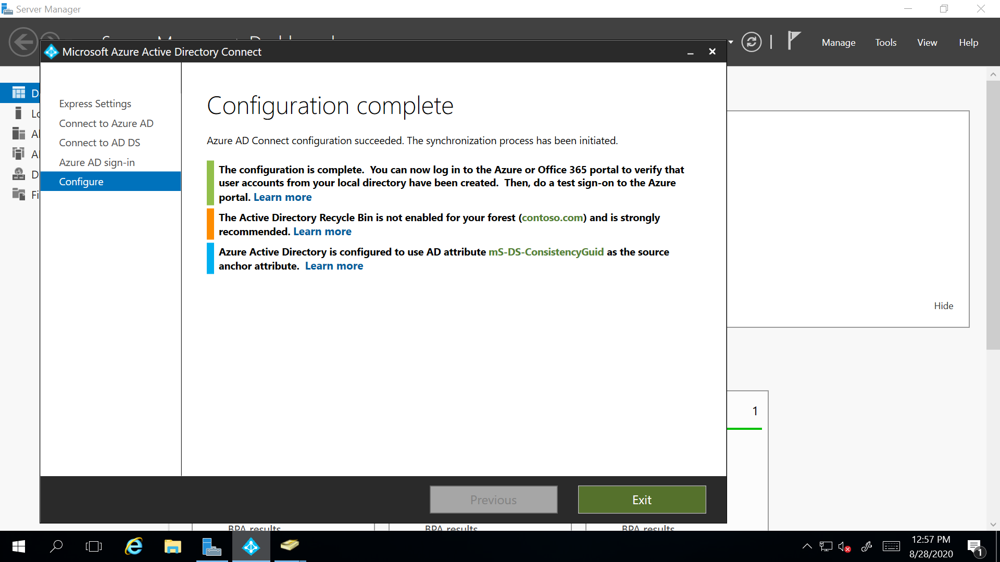 Server Manager
Manage
Tools
View
Help
Microsoft Azure Active Directory Connect
Express Settings
Connect to Azure AD
Connect to AD DS
Azure AD sign-in
Configure
Configuration complete
Azure AD Connect configuration succeeded. The synchronization process has been initiated.
The configuration is complete.  You can now log in to the Azure or Office 365 portal to verify that
user accounts from your local directory have been created.  Then, do a test sign-on to the Azure
portal. Learn more
The Active Directory Recycle Bin is not enabled for your forest (contoso.com) and is strongly
recommended. Learn more
Azure Active Directory is configured to use AD attribute mS-DS-ConsistencyGuid as the source
anchor attribute.  Learn more
Hide
1
Previous
Exit
BPA results
BPA results
BPA results
12:57 PM
8/28/2020
1